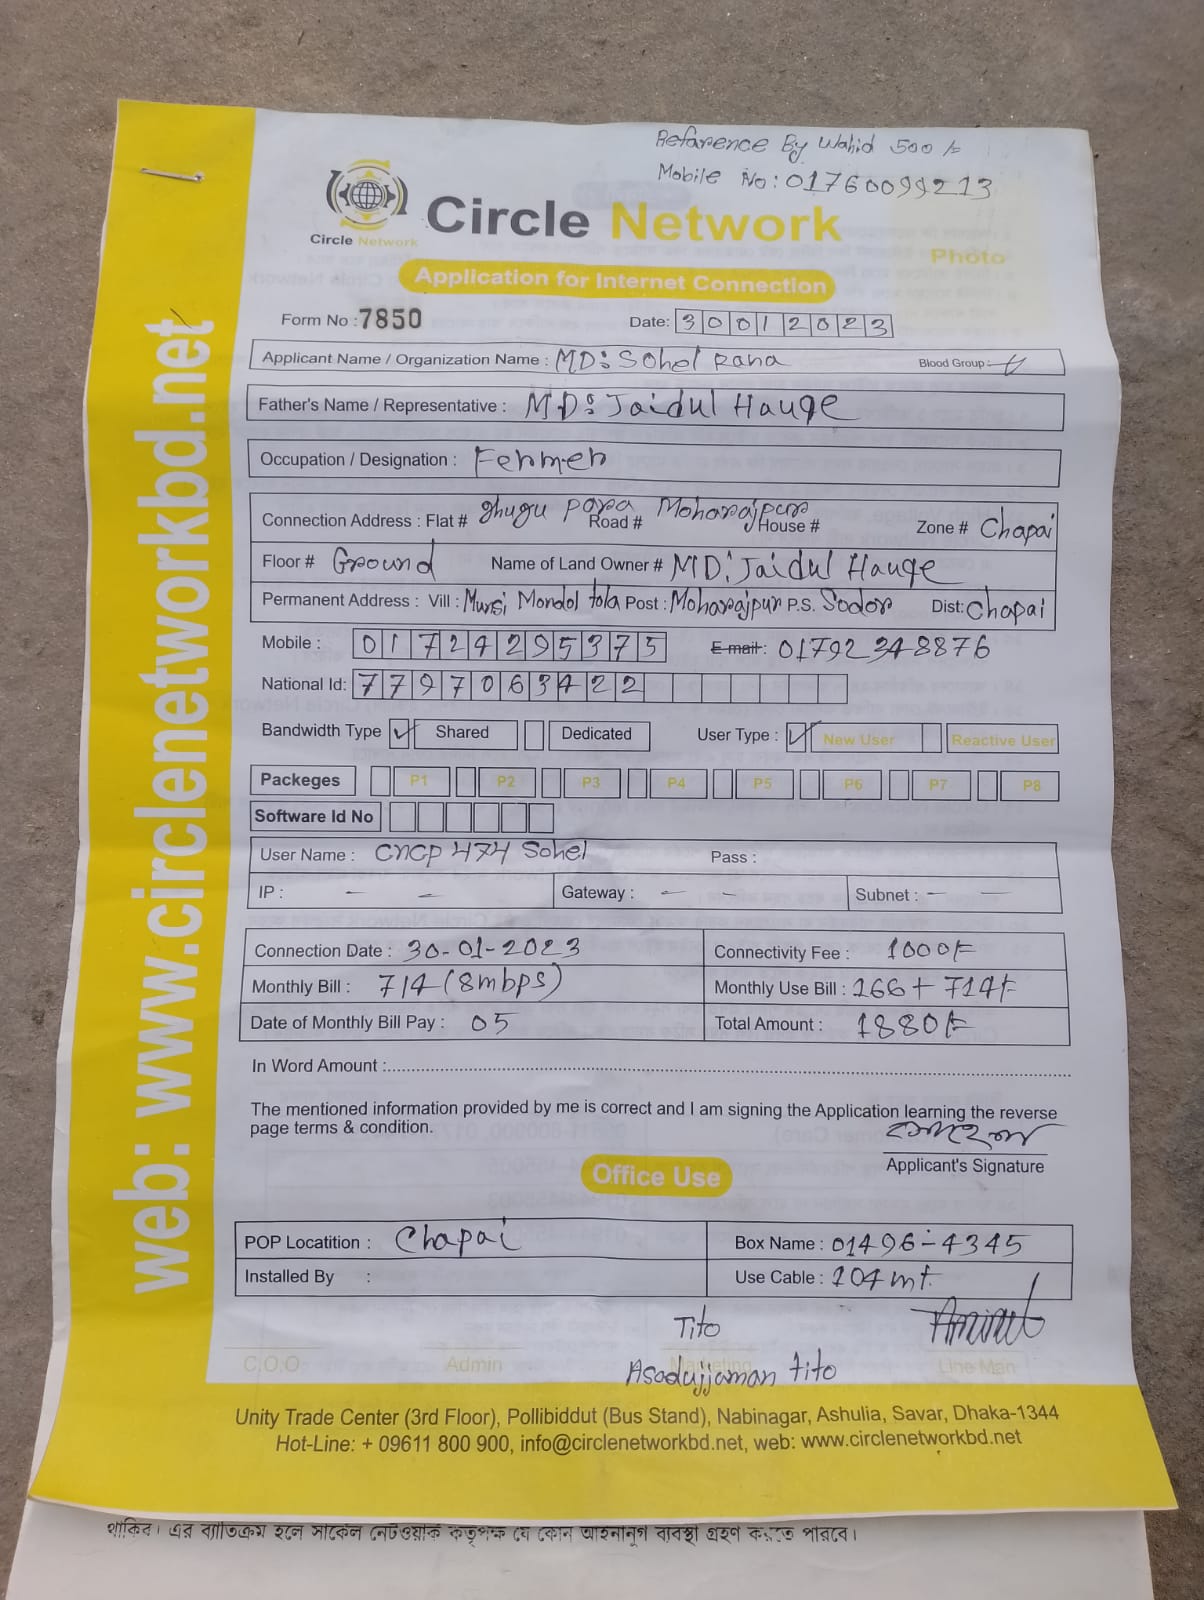 Refarence By Wahid 500/=
Mobile No: 01760099213
Circle Network
Circle Network
Photo
Application for Internet Connection
Form No : 7850 Date: 30012023
Applicant Name / Organization Name : MD: Sohel Rana Blood Group :
Father's Name / Representative : MD: Jaidul Hauqe
Occupation / Designation : Fermer
Connection Address : Flat # ghugu para Road # Moharajpur House # Zone # Chapai
Floor # Ground Name of Land Owner # MD: Jaidul Hauqe
Permanent Address : Vill : Munsi Mondol tola Post : Moharajpur P.S. Sodor Dist: Chapai
Mobile : 01724295375 E-mait: 01792348876
National Id: 7797063422
Bandwidth Type ✓ Shared Dedicated User Type : ✓ New User Reactive User
Packeges P1 P2 P3 P4 P5 P6 P7 P8
Software Id No
User Name : CNCP 474 Sohel Pass :
IP : – – Gateway : – – Subnet : – –
Connection Date : 30-01-2023 Connectivity Fee : 1000/=
Monthly Bill : 714 (8mbps) Monthly Use Bill : 166 + 714/=
Date of Monthly Bill Pay : 05 Total Amount : 1880/=
In Word Amount :
The mentioned information provided by me is correct and I am signing the Application learning the reverse
page terms & condition.
Applicant's Signature
Office Use
POP Locatition : Chapai Box Name : 01496-4345
Installed By : Use Cable : 104 mt.
Tito
C,O,O Admin Marketing Line Man
Asadujjaman tito
Unity Trade Center (3rd Floor), Pollibiddut (Bus Stand), Nabinagar, Ashulia, Savar, Dhaka-1344
Hot-Line: + 09611 800 900, info@circlenetworkbd.net, web: www.circlenetworkbd.net
web: www.circlenetworkbd.net
থাকিব। এর ব্যতিক্রম হলে সার্কেল নেটওয়ার্ক কতৃপক্ষ যে কোন আইনানুগ ব্যবস্থা গ্রহণ করতে পারবে।